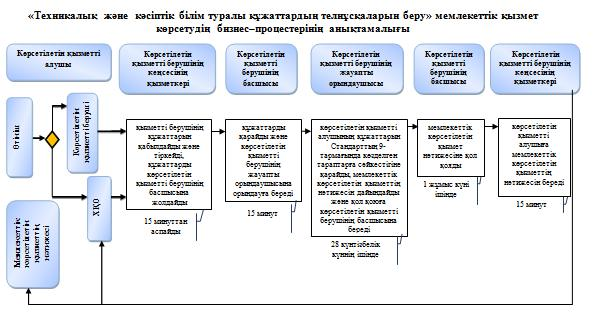 «Техникалық және кәсіптік білім туралы құжаттардың телнұсқаларын беру» мемлекеттік қызмет
көрсетудің бизнес–процестерінің анықтамалығы
Көрсетілетін қызметті
алушы
Көрсетілетін
қызметті берушінің
кеңсесінің
қызметкері
Көрсетілетін
қызметті
берушінің
басшысы
Көрсетілетін
қызметті берушінің
жауапты
орындаушысы
Көрсетілетін
қызметті
берушінің
басшысы
Көрсетілетін
қызметті берушінің
кеңсесінің
қызметкері
Өтініш
Көрсетілетін
қызметті беруші
ХҚО
Мемлекеттік
көрсетілетін
қызметтің
нәтижесі
қызметті берушінің
құжаттарын
қабылдайды және
тіркейді,
құжаттарды
көрсетілетін
қызметті берушінің
басшысына
жолдайды
15 минуттан
аспайды
құжаттарды
қарайды және
көрсетілетін
қызметті
берушінің
жауапты
орындаушысына
орындауға береді
15 минут
көрсетілетін қызметті
алушының құжаттарын
Стандарттың 9-
тармағында көзделген
тараптарға сәйкестігіне
қарайды, мемлекеттік
көрсетілетін қызметтің
нәтижесін дайындайды
және қол қоюға
көрсетілетін қызметті
берушінің басшысына
береді
28 күнтізбелік
күннің ішінде
мемлекеттік
көрсетілетін
қызмет
нәтижесіне қол
қояды
1 жұмыс күні
ішінде
көрсетілетін
қызметті
алушыға
мемлекеттік
көрсетілетін
қызметтің
нәтижесін береді
15 минут